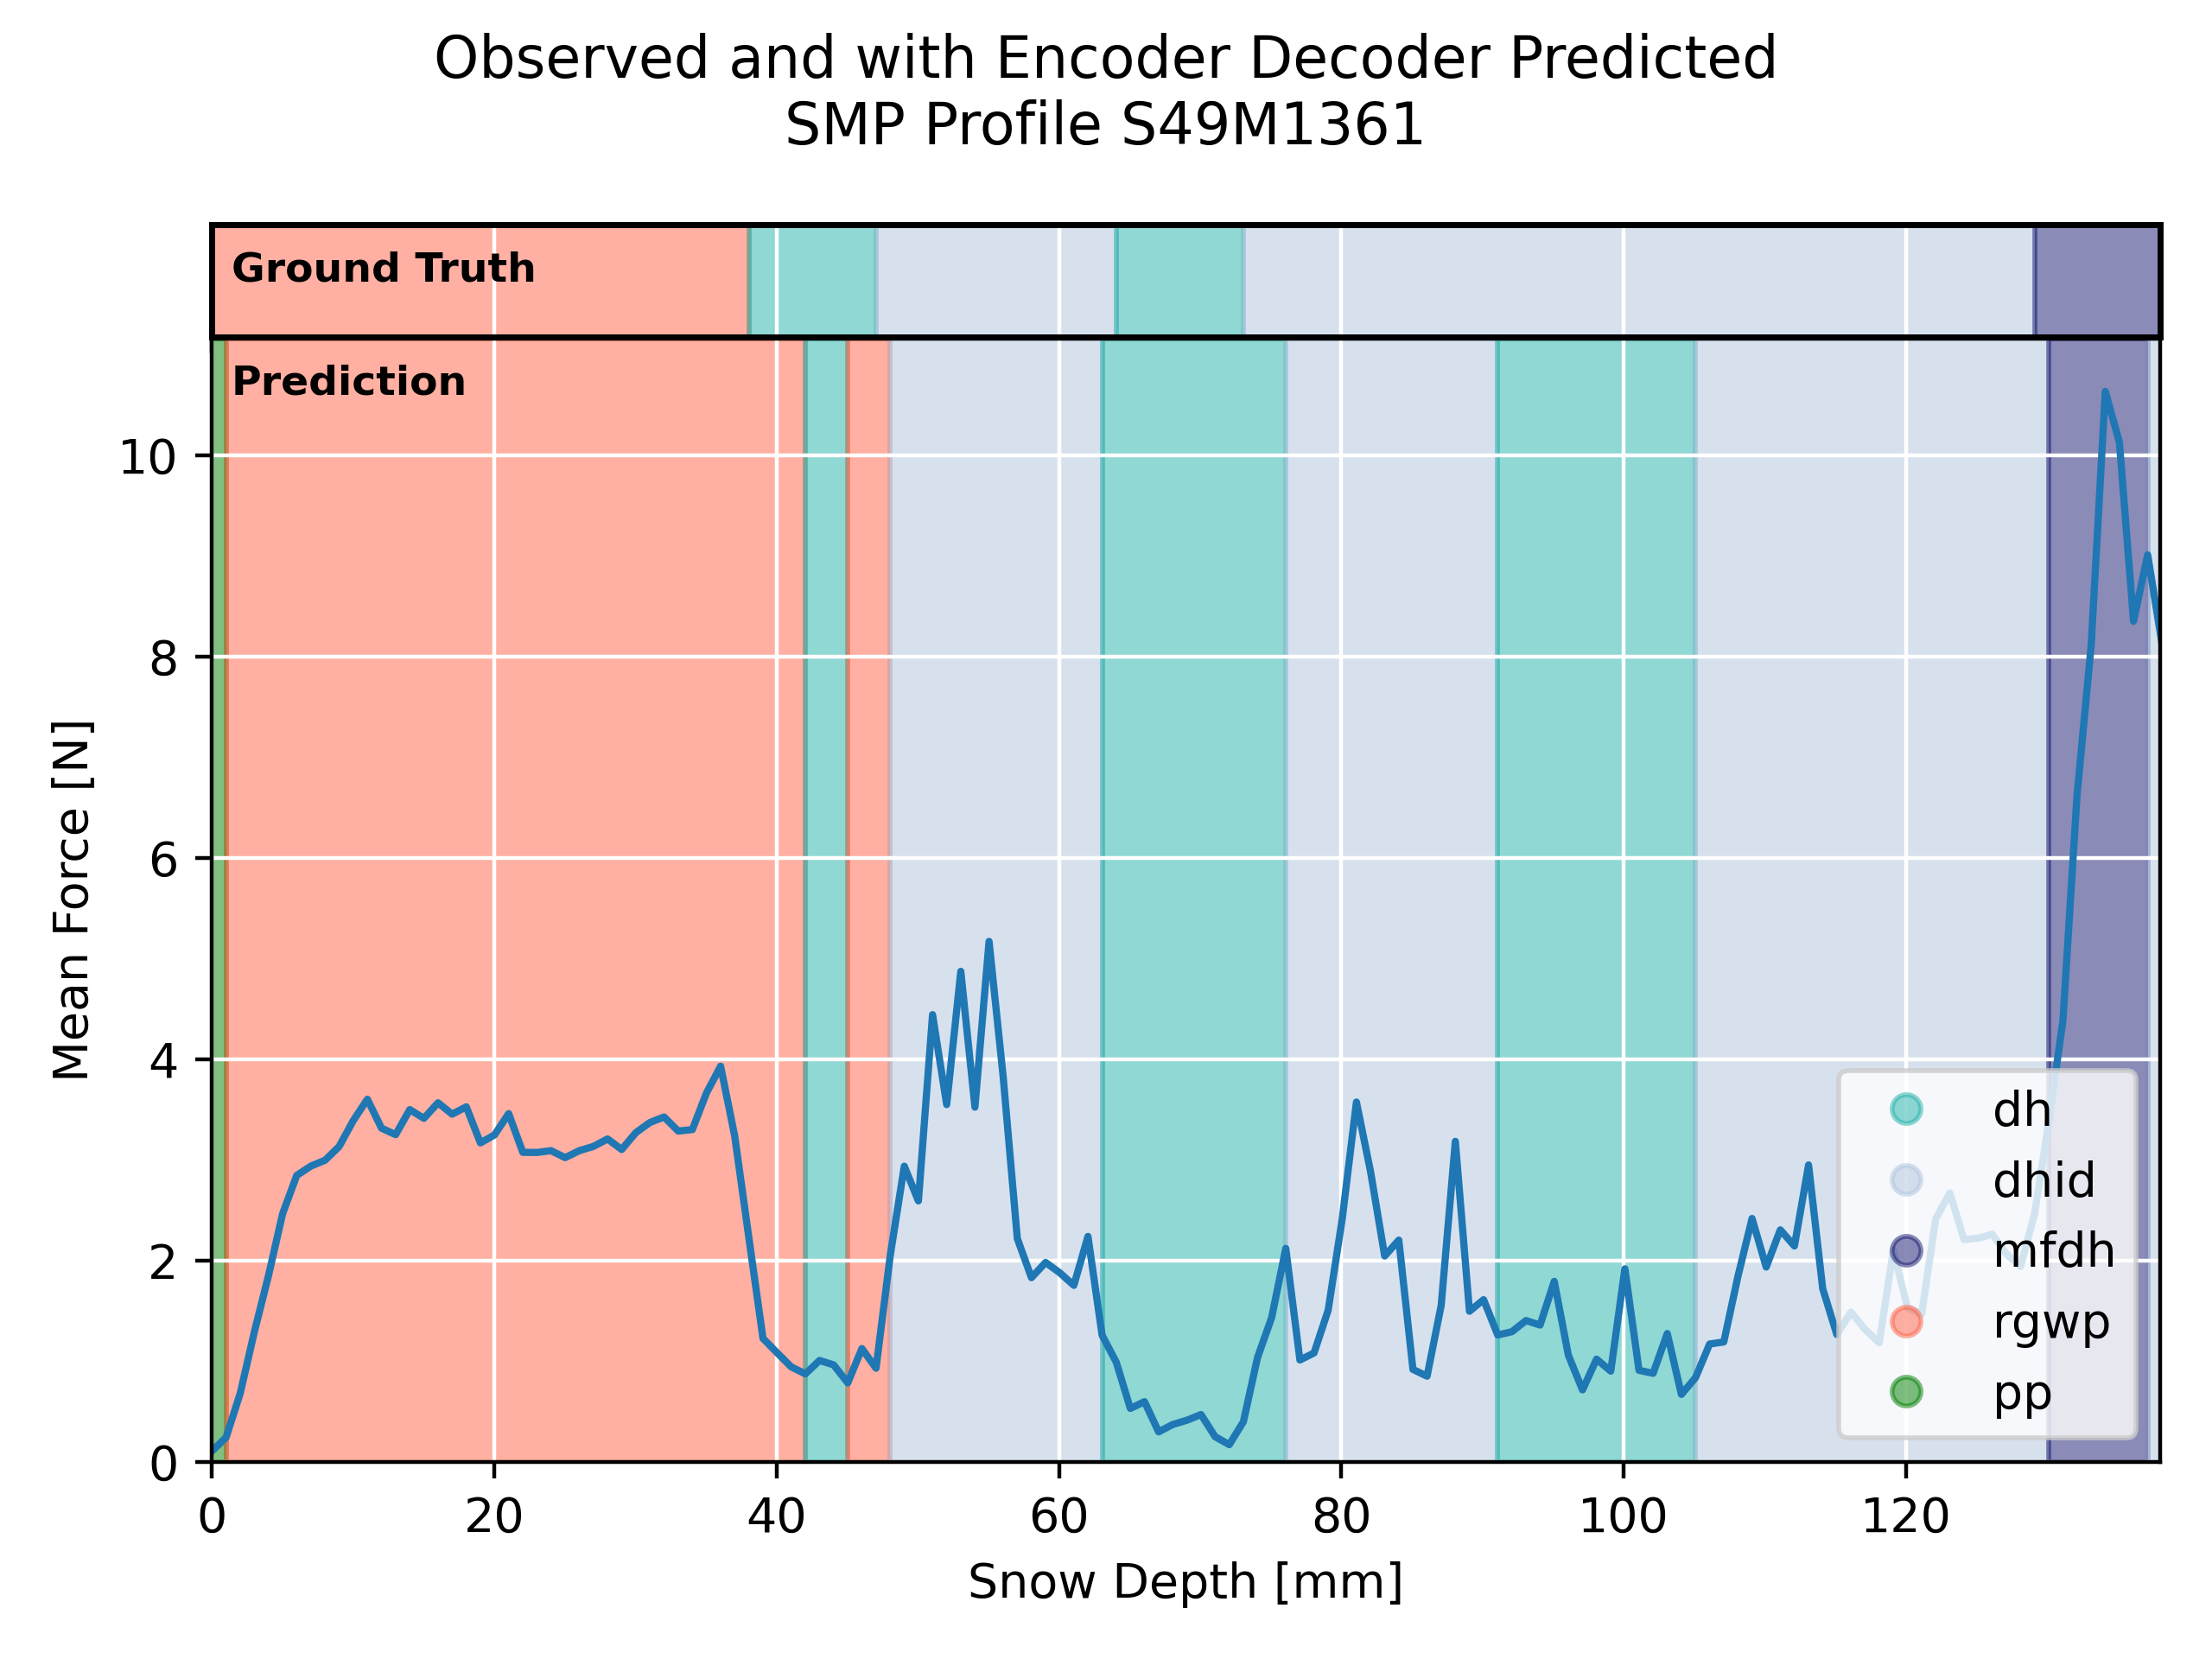 Observed and with Encoder Decoder Predicted
SMP Profile S49M1361
Ground Truth
Prediction
10
8
6
4
2
0
Mean Force [N]
dh
dhid
mfdh
rgwp
pp
0 20 40 60 80 100 120
Snow Depth [mm]